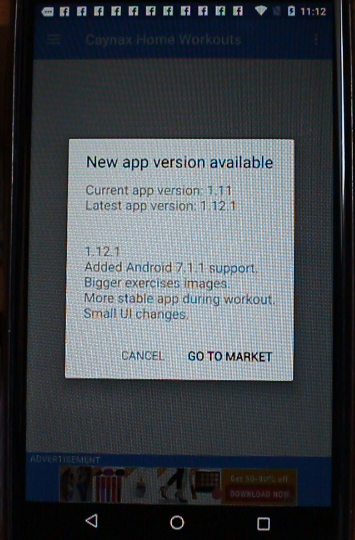 11:12
Caynax Home Workouts
New app version available
Current app version: 1.11
Latest app version: 1.12.1
1.12.1
Added Android 7.1.1 support.
Bigger exercises images.
More stable app during workout.
Small UI changes.
CANCEL GO TO MARKET
ADVERTISEMENT
Get 50-80% off
DOWNLOAD NOW